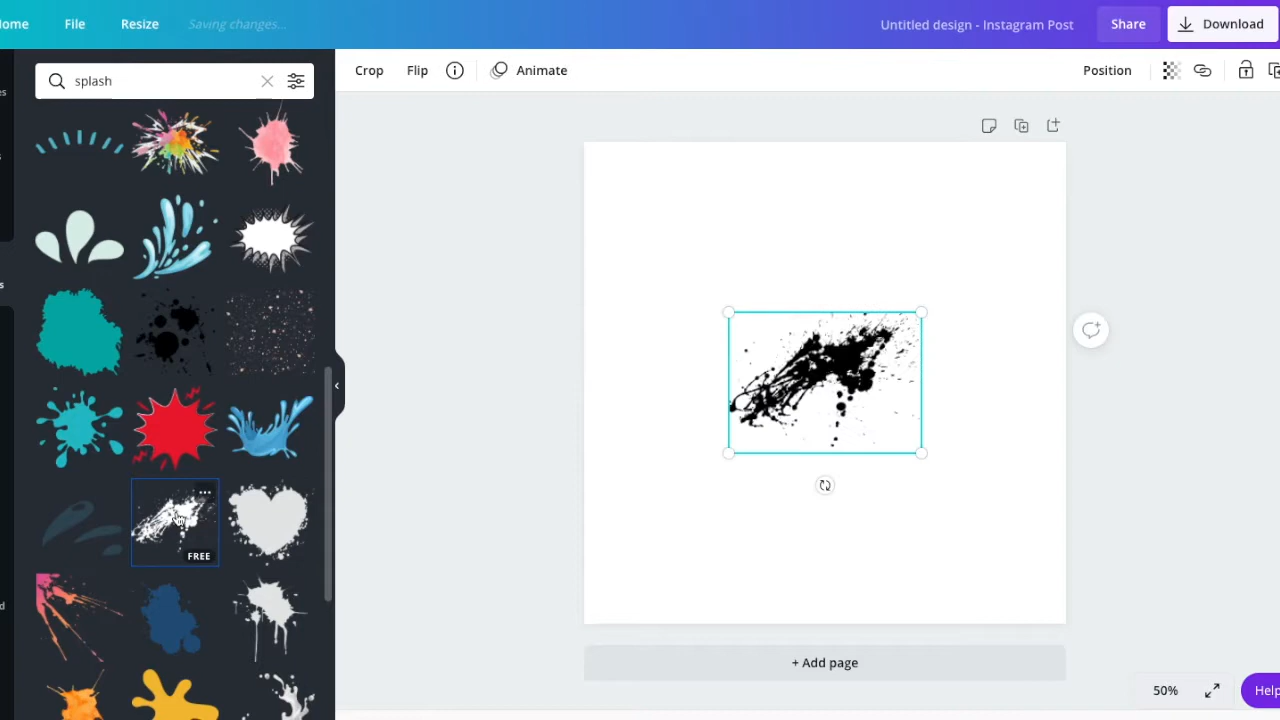 ome
File
Resize
Saving changes...
Untitled design - Instagram Post
Share
Download
splash
Crop
Flip
Animate
Position
es
s
s
FREE
d
+ Add page
50%
Help